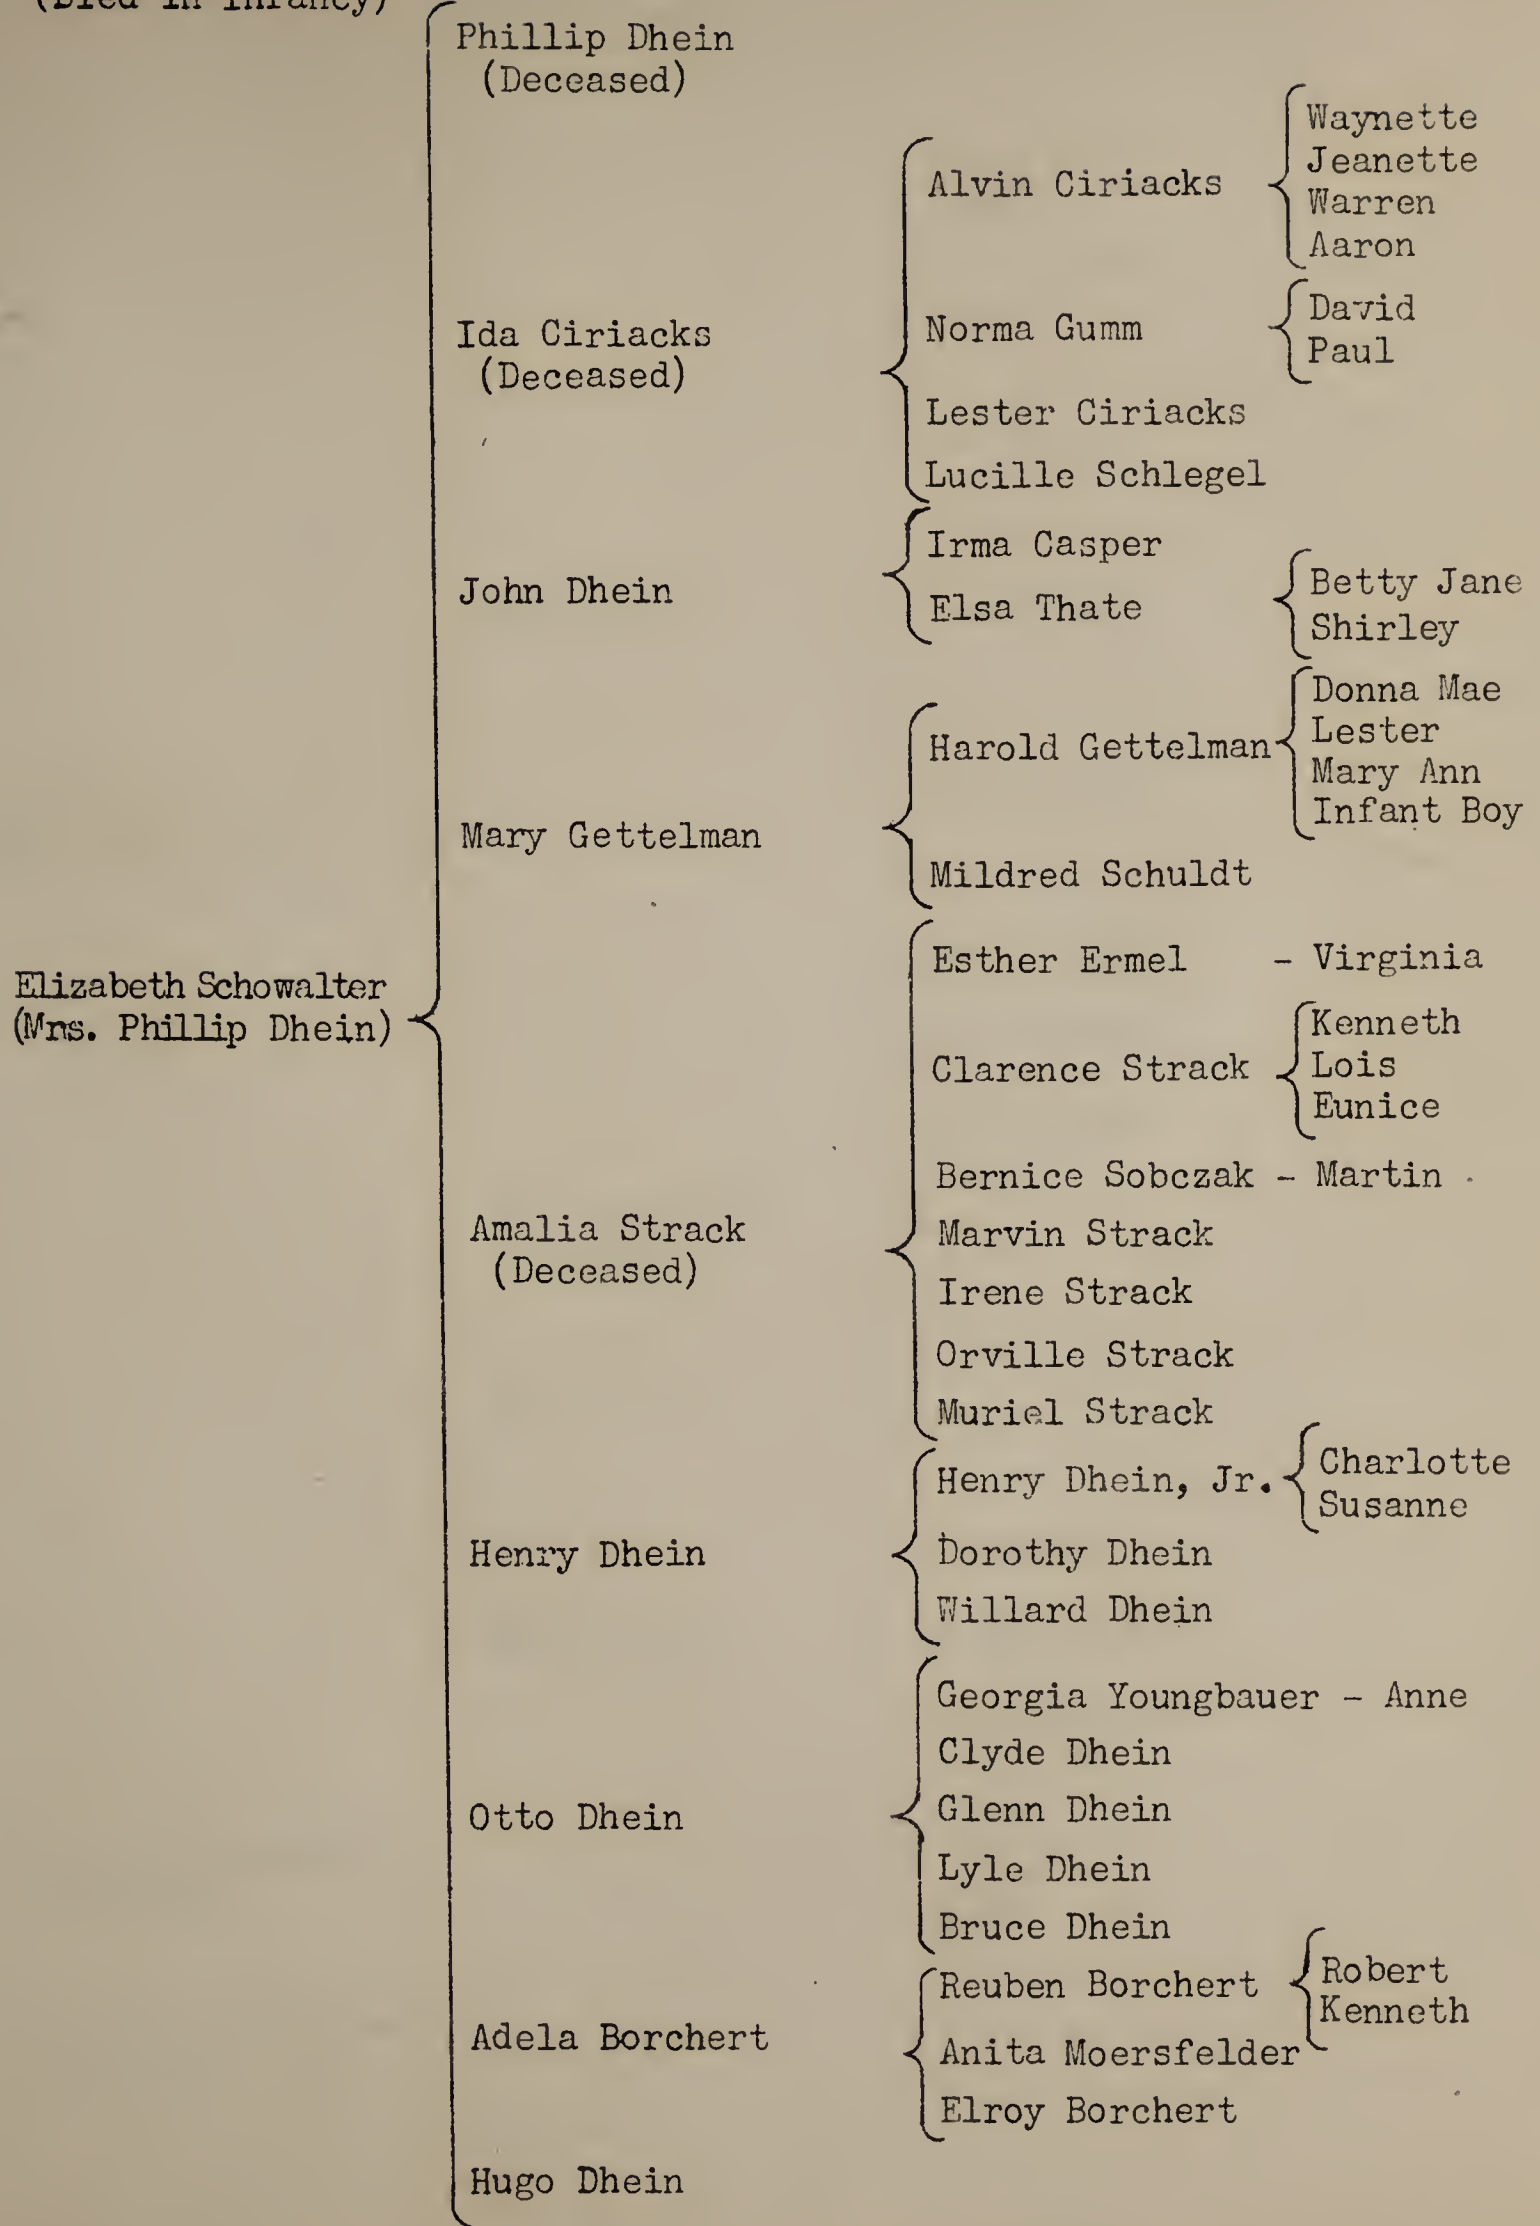 (Died in Infancy)
Phillip Dhein
(Deceased)
Waynette
Jeanette
Alvin Ciriacks
Warren
Aaron
David
Norma Gumm
Paul
Ida Ciriacks
(Deceased)
Lester Ciriacks
Lucille Schlegel
Irma Casper
John Dhein
Betty Jane
Elsa Thate
Shirley
Donna Mae
Lester
Harold Gettelman
Mary Ann
Infant Boy
Mary Gettelman
Mildred Schuldt
Elizabeth Schowalter
(Mrs. Phillip Dhein)
Esther Ermel - Virginia
Kenneth
Clarence Strack
Lois
Eunice
Bernice Sobczak - Martin
Amalia Strack
(Deceased)
Marvin Strack
Irene Strack
Orville Strack
Muriel Strack
Henry Dhein, Jr.
Charlotte
Susanne
Henry Dhein
Dorothy Dhein
Willard Dhein
Georgia Youngbauer - Anne
Clyde Dhein
Otto Dhein
Glenn Dhein
Lyle Dhein
Bruce Dhein
Reuben Borchert
Robert
Kenneth
Adela Borchert
Anita Moersfelder
Elroy Borchert
Hugo Dhein